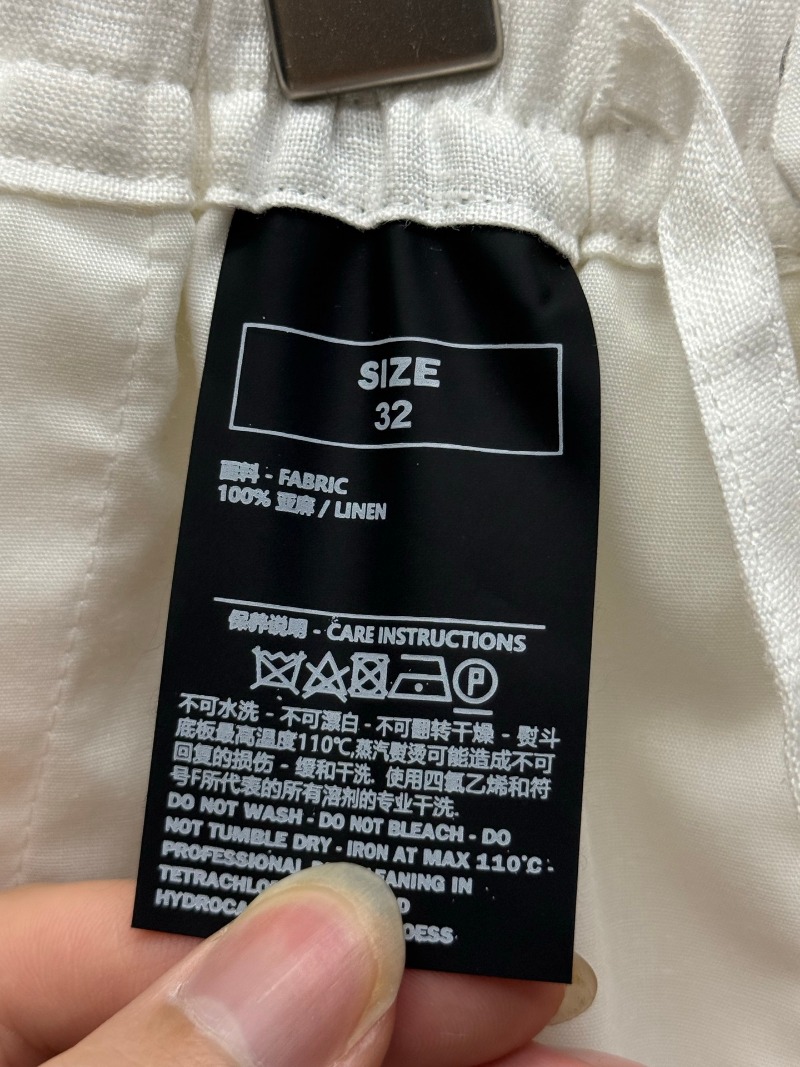 SIZE
32
面料 - FABRIC
100% 亚麻 / LINEN
保养说明 - CARE INSTRUCTIONS
P
不可水洗 - 不可漂白 - 不可翻转干燥 - 熨斗
底板最高温度110℃,蒸汽熨烫可能造成不可
回复的损伤 - 缓和干洗. 使用四氯乙烯和符
号F所代表的所有溶剂的专业干洗.
DO NOT WASH - DO NOT BLEACH - DO
NOT TUMBLE DRY - IRON AT MAX 110℃ -
PROFESSIONAL IN